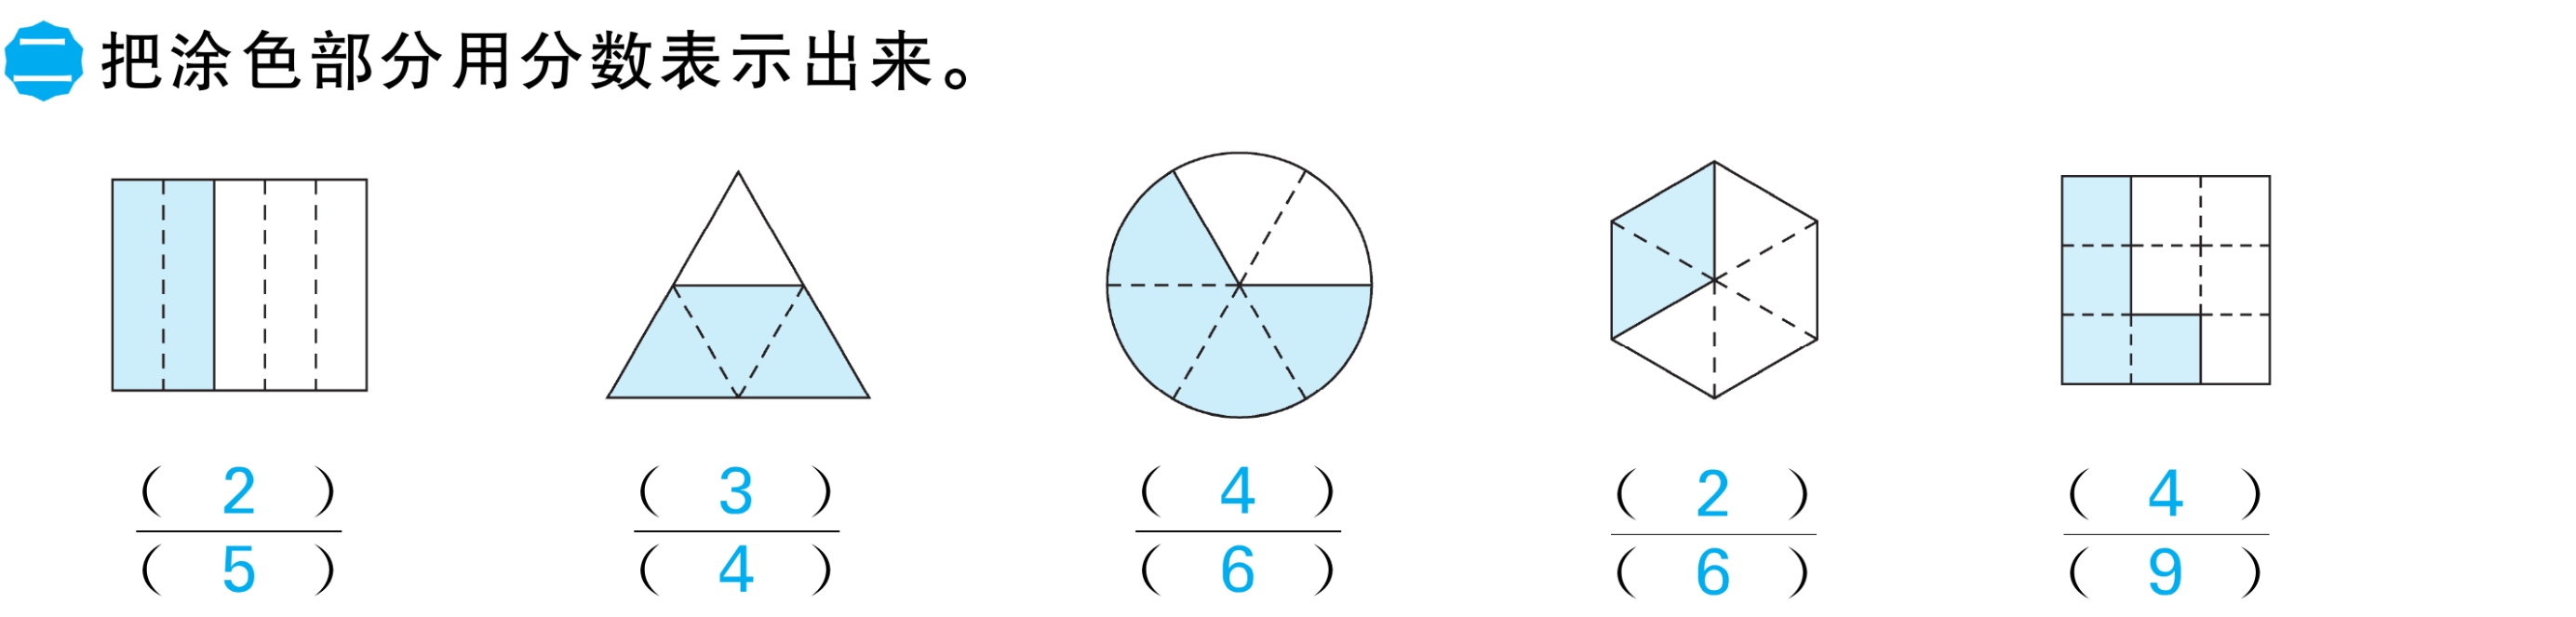 二 把涂色部分用分数表示出来。
( 2 ) ( 3 ) ( 4 ) ( 2 ) ( 4 )
( 5 ) ( 4 ) ( 6 ) ( 6 ) ( 9 )